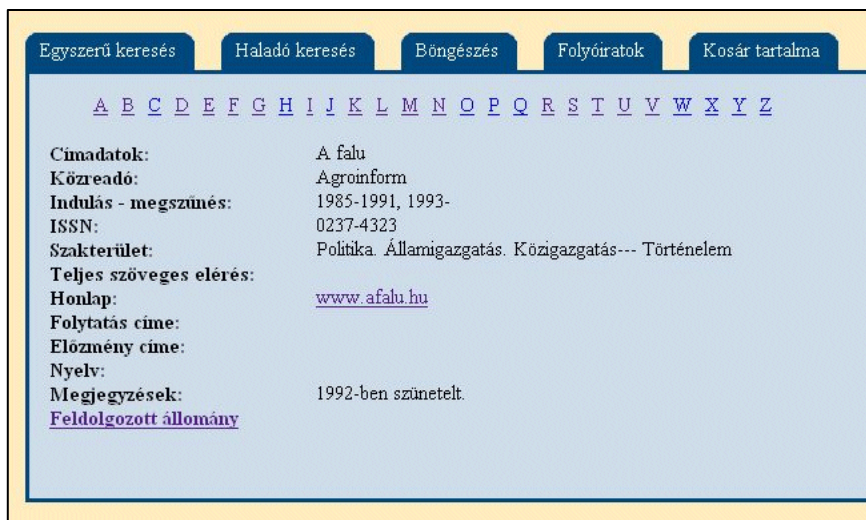 Egyszerű keresés Haladó keresés Böngészés Folyóiratok Kosár tartalma
A B C D E F G H I J K L M N O P Q R S T U V W X Y Z
Címadatok: A falu
Közreadó: Agroinform
Indulás - megszűnés: 1985-1991, 1993-
ISSN: 0237-4323
Szakterület: Politika. Államigazgatás. Közigazgatás--- Történelem
Teljes szöveges elérés:
Honlap: www.afalu.hu
Folytatás címe:
Előzmény címe:
Nyelv:
Megjegyzések: 1992-ben szünetelt.
Feldolgozott állomány